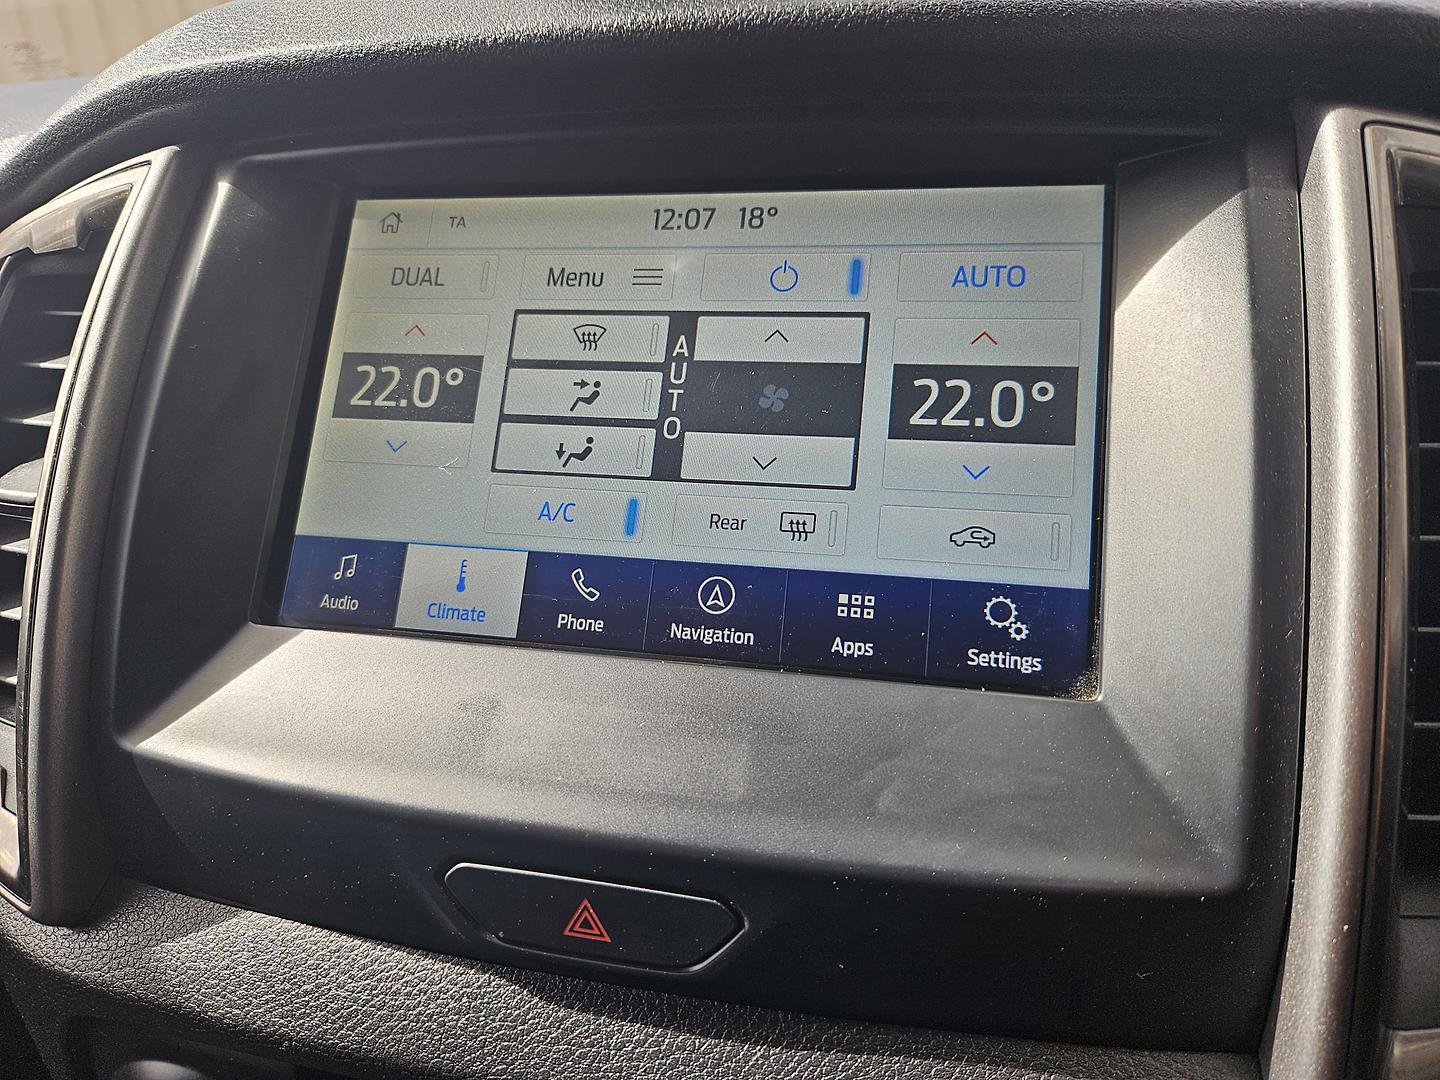 TA 12:07 18°
DUAL Menu AUTO
22.0° AUTO 22.0°
A/C Rear
Audio Climate Phone Navigation Apps Settings